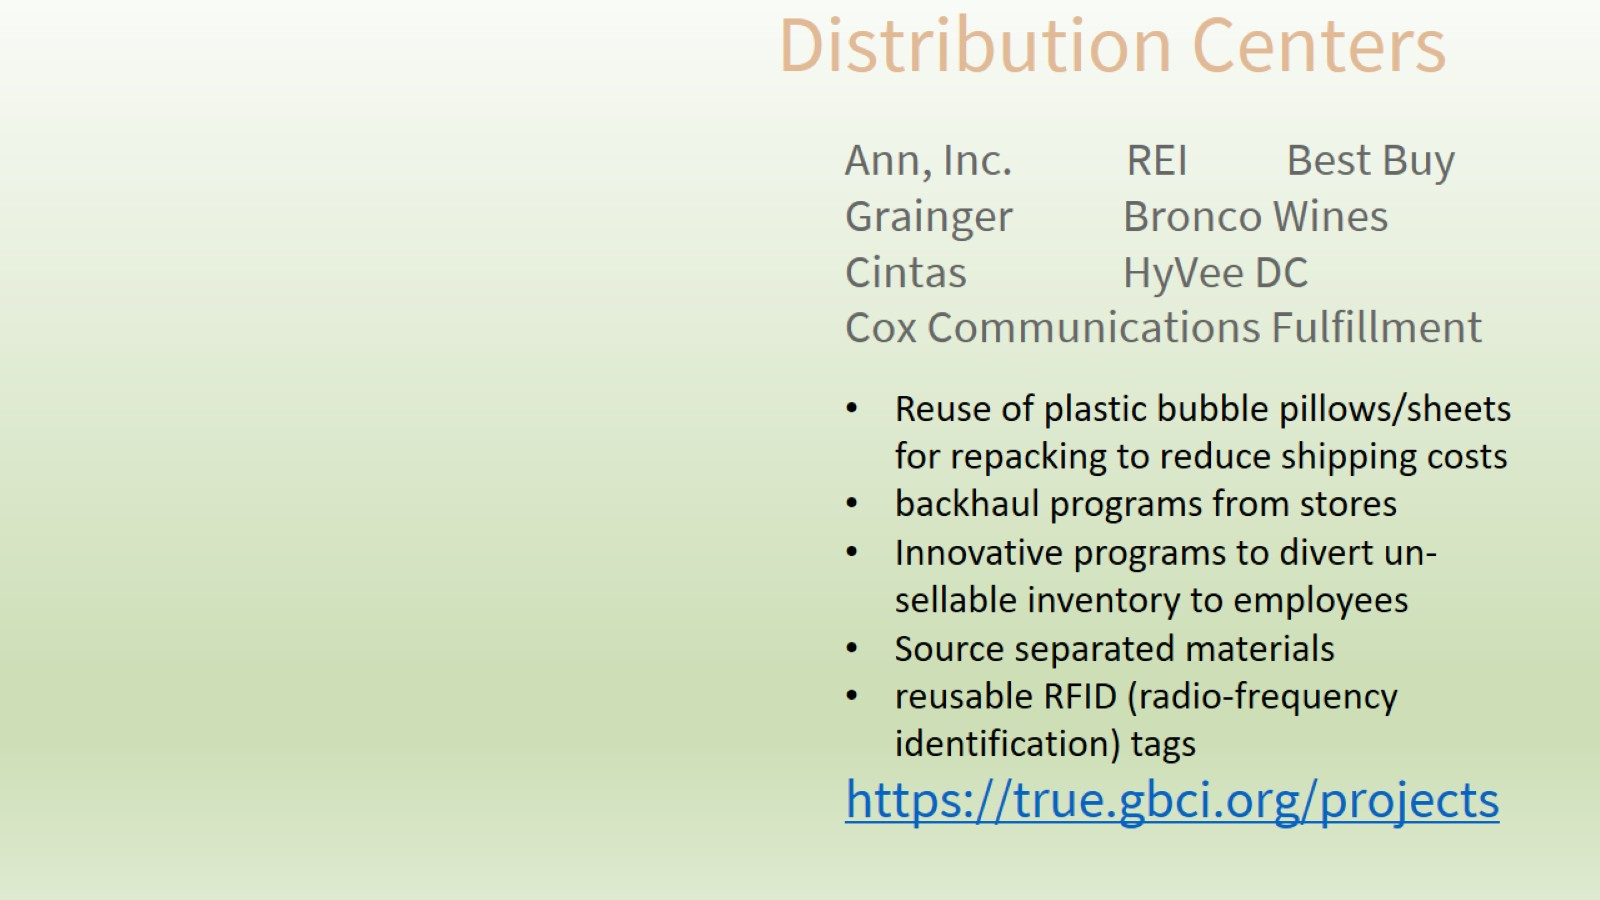 Distribution Centers
Ann, Inc. REI Best Buy
Grainger Bronco Wines
Cintas HyVee DC
Cox Communications Fulfillment
• Reuse of plastic bubble pillows/sheets
for repacking to reduce shipping costs
• backhaul programs from stores
• Innovative programs to divert un-
sellable inventory to employees
• Source separated materials
• reusable RFID (radio-frequency
identification) tags
https://true.gbci.org/projects